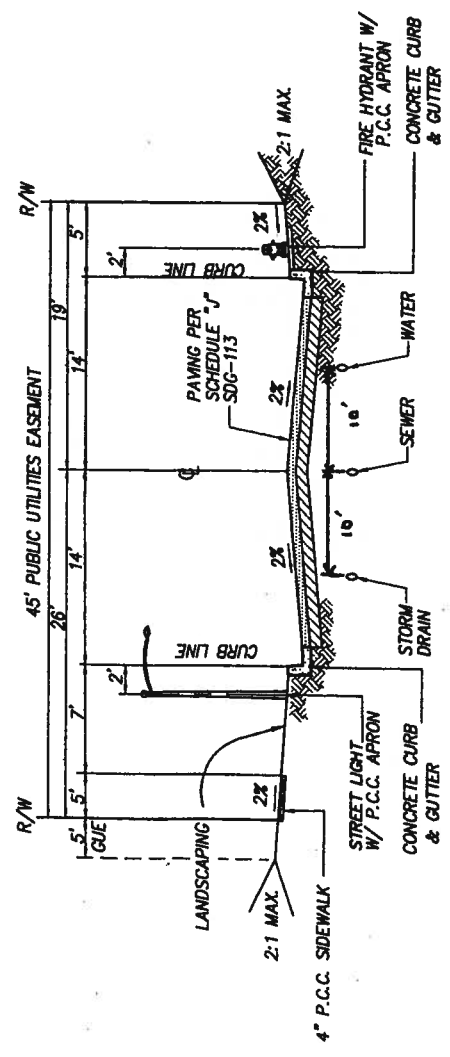 R/W
R/W
45' PUBLIC UTILITIES EASEMENT
26'
19'
5'
5'
7'
14'
14'
5'
GUE
2'
2'
CURB LINE
CURB LINE
℄
LANDSCAPING
PAVING PER
SCHEDULE "J"
SDG-113
2%
2%
2%
2%
2:1 MAX.
2:1 MAX.
10'
10'
4" P.C.C. SIDEWALK
STREET LIGHT
W/ P.C.C. APRON
CONCRETE CURB
& GUTTER
STORM
DRAIN
SEWER
WATER
FIRE HYDRANT W/
P.C.C. APRON
CONCRETE CURB
& GUTTER